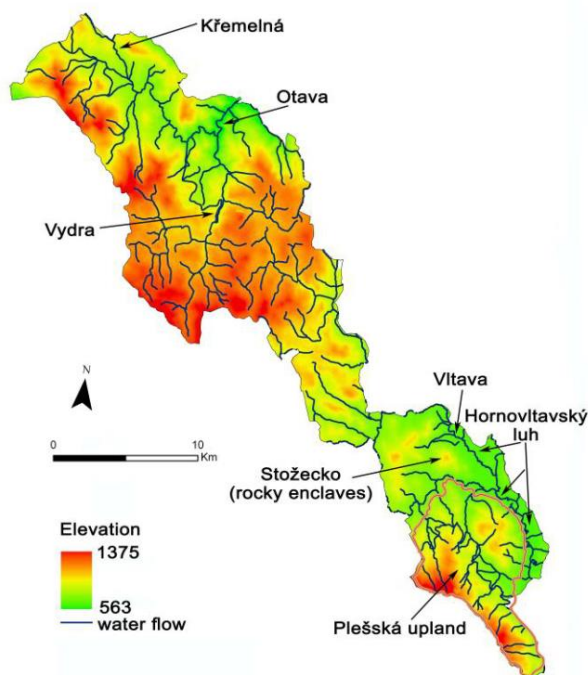 Křemelná
Otava
Vydra
N
0 10
Km
Vltava
Hornovltavský
luh
Stožecko
(rocky enclaves)
Elevation
1375
563
water flow
Plešská upland